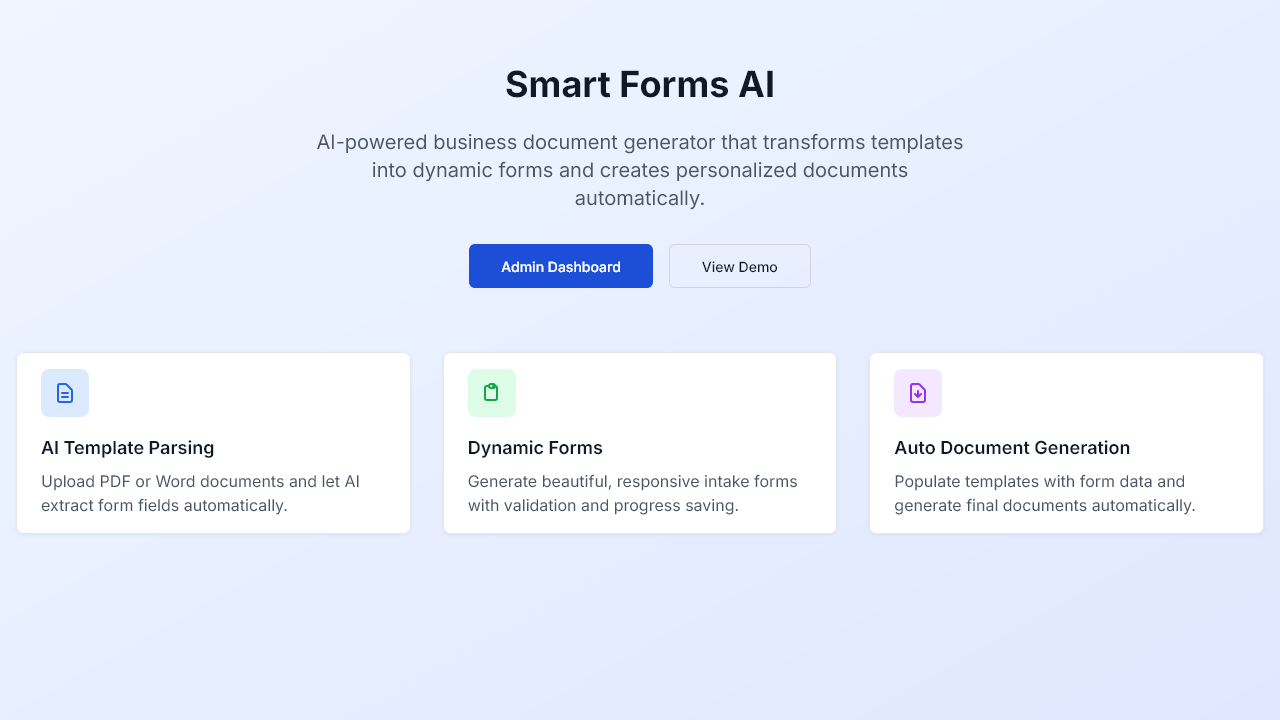 Smart Forms AI
AI-powered business document generator that transforms templates
into dynamic forms and creates personalized documents
automatically.
Admin Dashboard
View Demo
AI Template Parsing
Upload PDF or Word documents and let AI
extract form fields automatically.
Dynamic Forms
Generate beautiful, responsive intake forms
with validation and progress saving.
Auto Document Generation
Populate templates with form data and
generate final documents automatically.